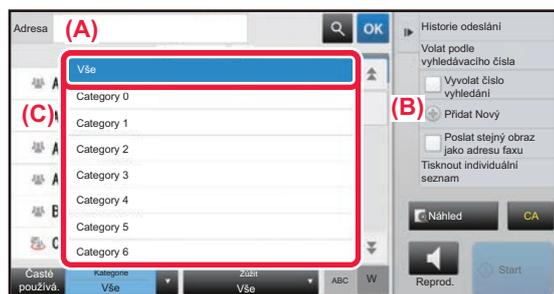 Adresa
(A)
OK
Vše
Category 0
Category 1
Category 2
Category 3
Category 4
Category 5
Category 6
(C)
A
A
A
B
C
Časté
používá.
Kategorie
Vše
Zúžit
Vše
ABC
W
Historie odeslání
Volat podle
vyhledávacího čísla
Vyvolat číslo
vyhledání
(B)
Přidat Nový
Poslat stejný obraz
jako adresu faxu
Tisknout individuální
seznam
Náhled
CA
Reprod.
Start